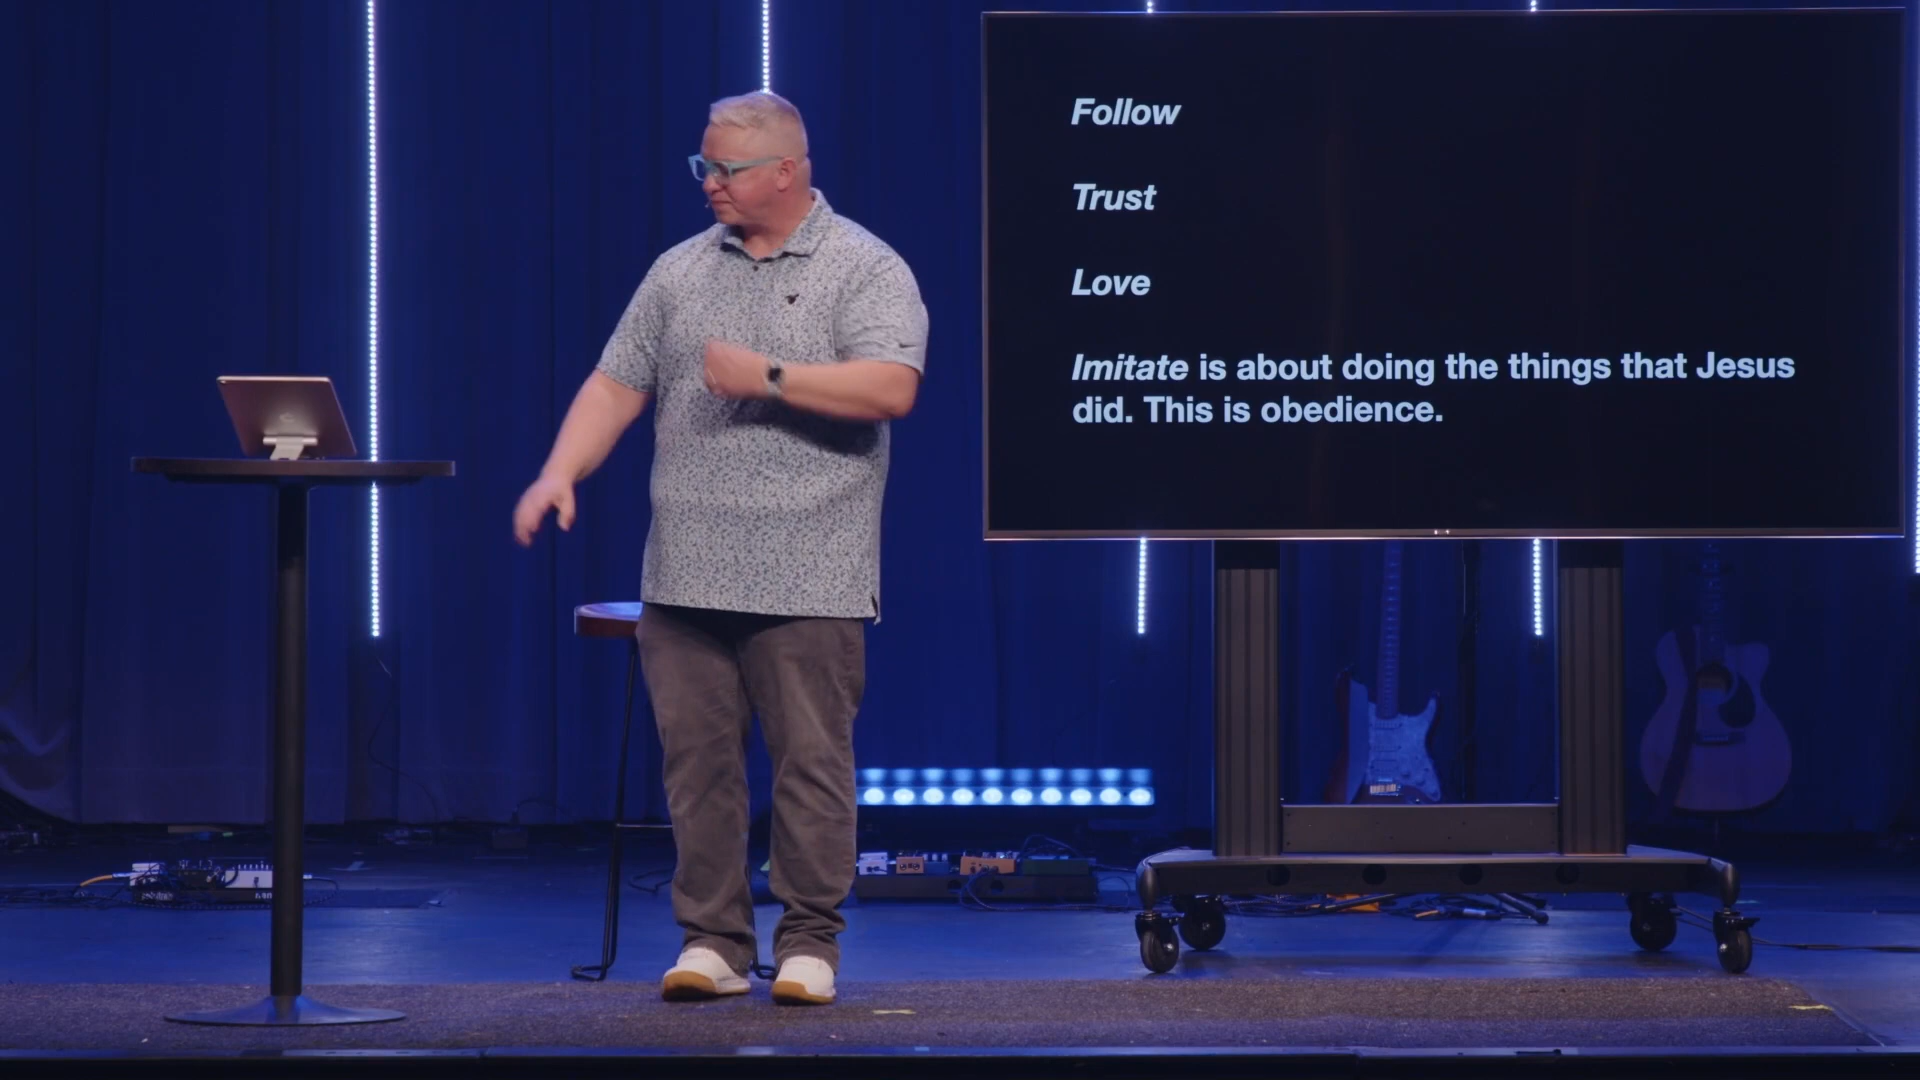 Follow
Trust
Love
Imitate is about doing the things that Jesus
did. This is obedience.